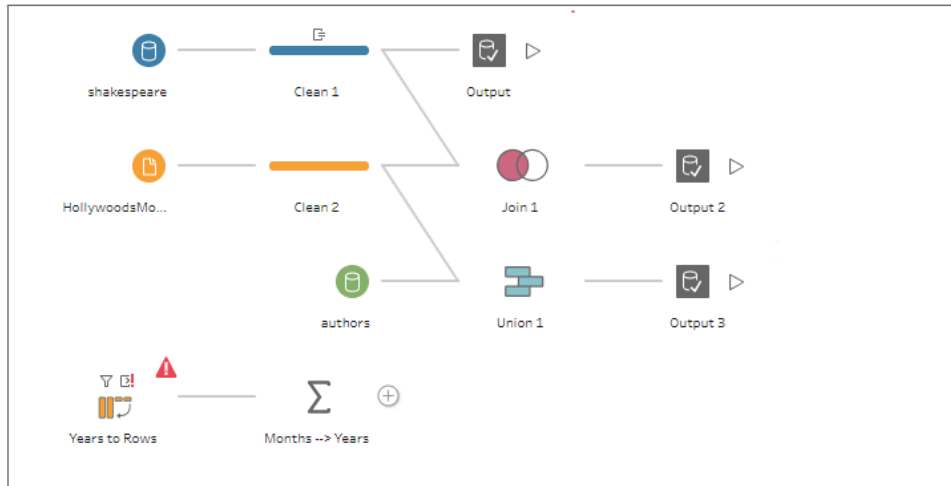 shakespeare
Clean 1
Output
HollywoodsMo...
Clean 2
Join 1
Output 2
authors
Union 1
Output 3
Years to Rows
Months --> Years